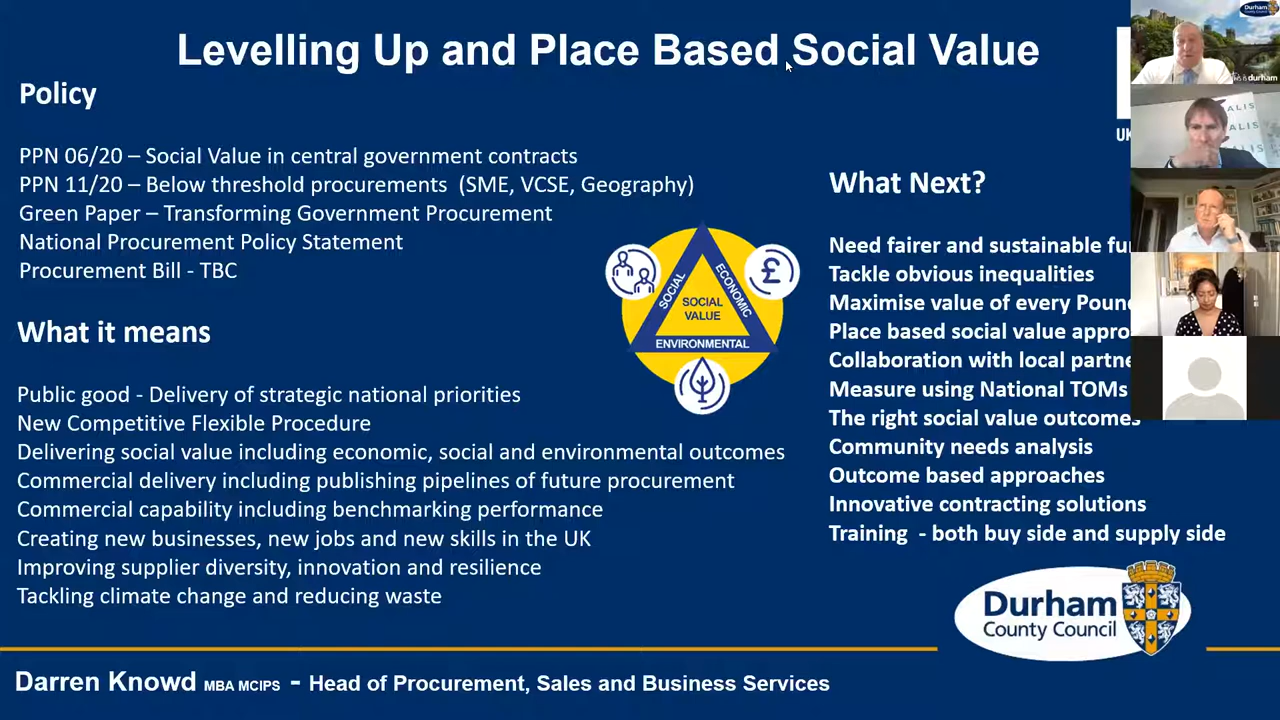 Levelling Up and Place Based Social Value
Policy
PPN 06/20 – Social Value in central government contracts
PPN 11/20 – Below threshold procurements (SME, VCSE, Geography)
Green Paper – Transforming Government Procurement
National Procurement Policy Statement
Procurement Bill - TBC
What it means
Public good - Delivery of strategic national priorities
New Competitive Flexible Procedure
Delivering social value including economic, social and environmental outcomes
Commercial delivery including publishing pipelines of future procurement
Commercial capability including benchmarking performance
Creating new businesses, new jobs and new skills in the UK
Improving supplier diversity, innovation and resilience
Tackling climate change and reducing waste
SOCIAL
ECONOMIC
SOCIAL
VALUE
ENVIRONMENTAL
£
What Next?
Need fairer and sustainable
Tackle obvious inequalities
Maximise value of every
Place based social value
Collaboration with local
Measure using National TOMs
The right social value outcomes
Community needs analysis
Outcome based approaches
Innovative contracting solutions
Training - both buy side and supply side
UK
Durham
County Council
durham
ALIS
ALIS
Durham
County Council
Darren Knowd MBA MCIPS - Head of Procurement, Sales and Business Services